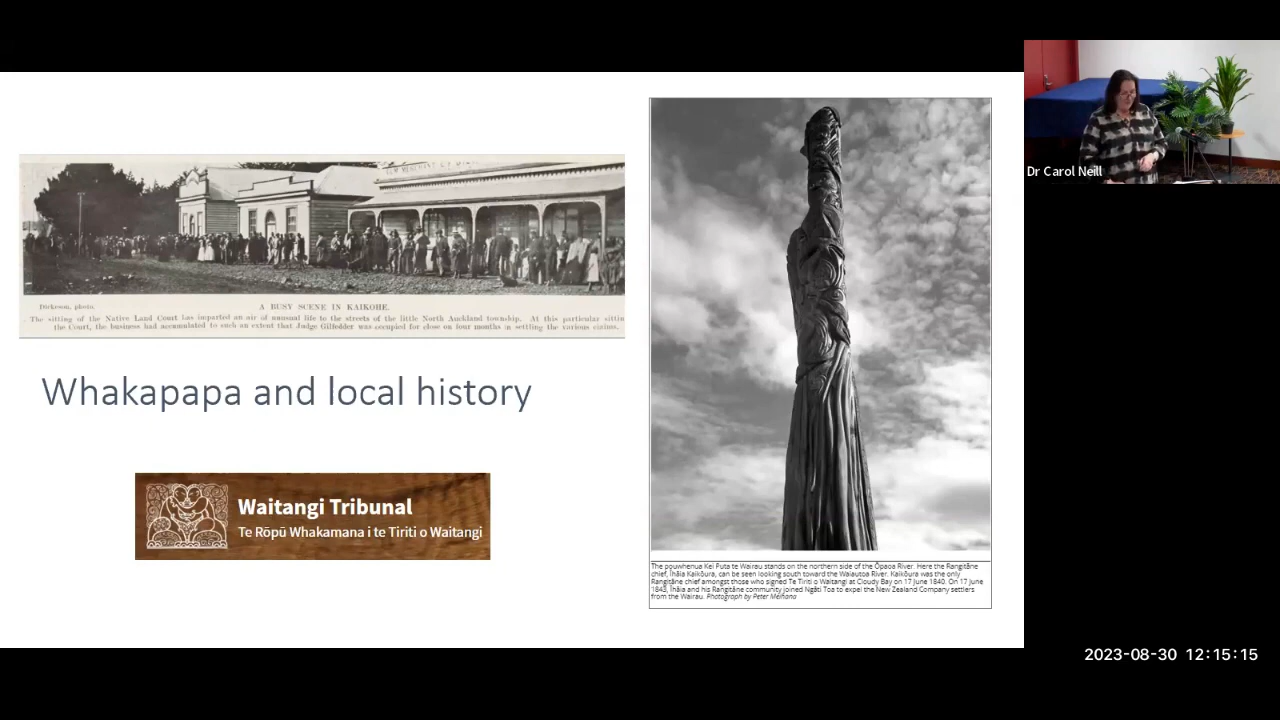 Dickeson, photo.
A BUSY SCENE IN KAIKOHE.
The sitting of the Native Land Court has imparted an air of unusual life to the streets of the little North Auckland township. At this particular sittin
the Court, the business had accumulated to such an extent that Judge Gilfedder was occupied for close on four months in settling the various claims.
Whakapapa and local history
Waitangi Tribunal
Te Rōpū Whakamana i te Tiriti o Waitangi
The pouwhenua Kei Puta te Wairau stands on the northern side of the Ōpaoa River. Here the Rangitāne
chief, Ihāia Kaikōura, can be seen looking south toward the Waiautoa River. Kaikōura was the only
Rangitāne chief amongst those who signed Te Tiriti o Waitangi at Cloudy Bay on 17 June 1840. On 17 June
1843, Ihāia and his Rangitāne community joined Ngāti Toa to expel the New Zealand Company settlers
from the Wairau. Photograph by Peter Meihana
Dr Carol Neill
2023-08-30 12:15:15